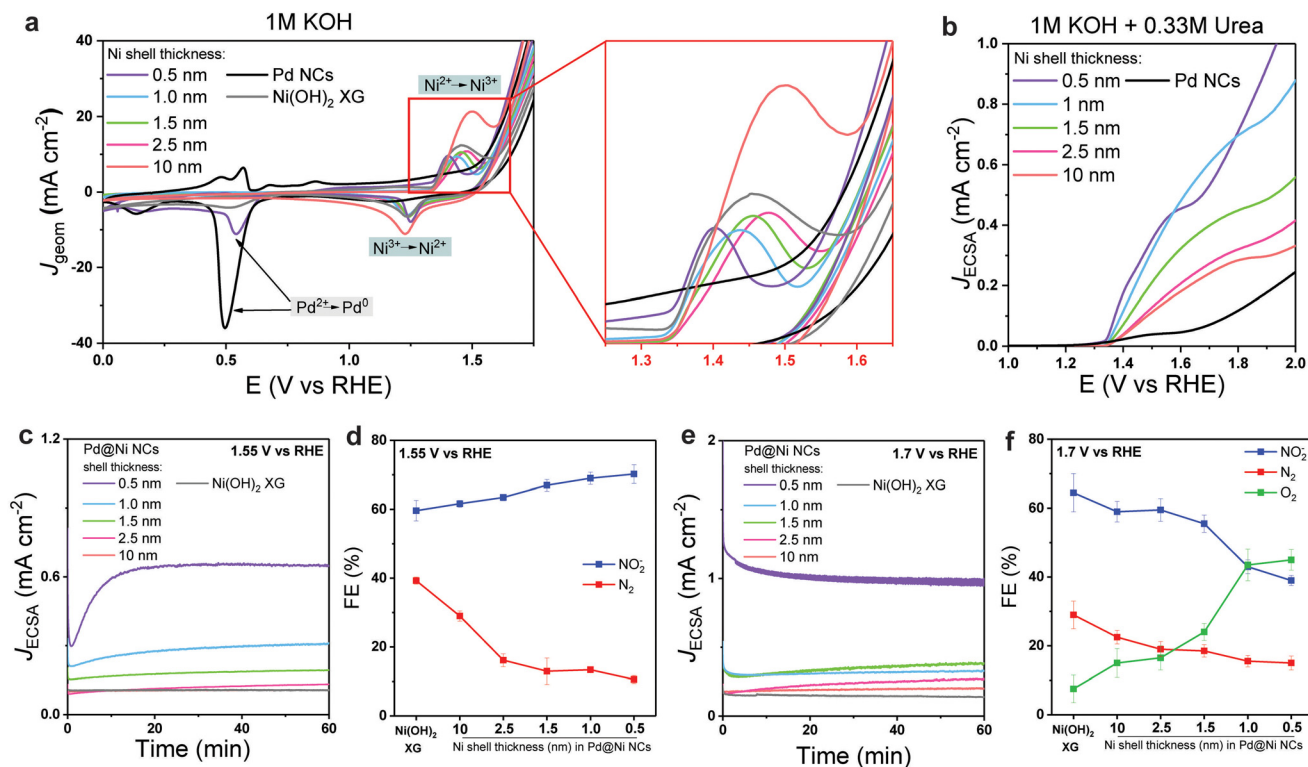 a
1M KOH
Ni shell thickness:
0.5 nm
1.0 nm
1.5 nm
2.5 nm
10 nm
Pd NCs
Ni(OH)₂ XG
Ni²⁺→Ni³⁺
Ni³⁺→Ni²⁺
Pd²⁺→Pd⁰
J_geom (mA cm⁻²)
40
20
0
-20
-40
0.0 0.5 1.0 1.5
E (V vs RHE)
1.3 1.4 1.5 1.6
b
1M KOH + 0.33M Urea
Ni shell thickness:
0.5 nm
1 nm
1.5 nm
2.5 nm
10 nm
Pd NCs
J_ECSA (mA cm⁻²)
1.0
0.8
0.6
0.4
0.2
0.0
1.0 1.2 1.4 1.6 1.8 2.0
E (V vs RHE)
c
Pd@Ni NCs
shell thickness:
0.5 nm
1.0 nm
1.5 nm
2.5 nm
10 nm
1.55 V vs RHE
Ni(OH)₂ XG
J_ECSA (mA cm⁻²)
1.2
0.6
0.0
0 20 40 60
Time (min)
d
1.55 V vs RHE
NO₂⁻
N₂
FE (%)
80
60
40
20
0
Ni(OH)₂
XG
10 2.5 1.5 1.0 0.5
Ni shell thickness (nm) in Pd@Ni NCs
e
Pd@Ni NCs
shell thickness:
0.5 nm
1.0 nm
1.5 nm
2.5 nm
10 nm
1.7 V vs RHE
Ni(OH)₂ XG
J_ECSA (mA cm⁻²)
2
1
0
0 20 40 60
Time (min)
f
1.7 V vs RHE
NO₂⁻
N₂
O₂
FE (%)
80
60
40
20
0
Ni(OH)₂
XG
10 2.5 1.5 1.0 0.5
Ni shell thickness (nm) in Pd@Ni NCs